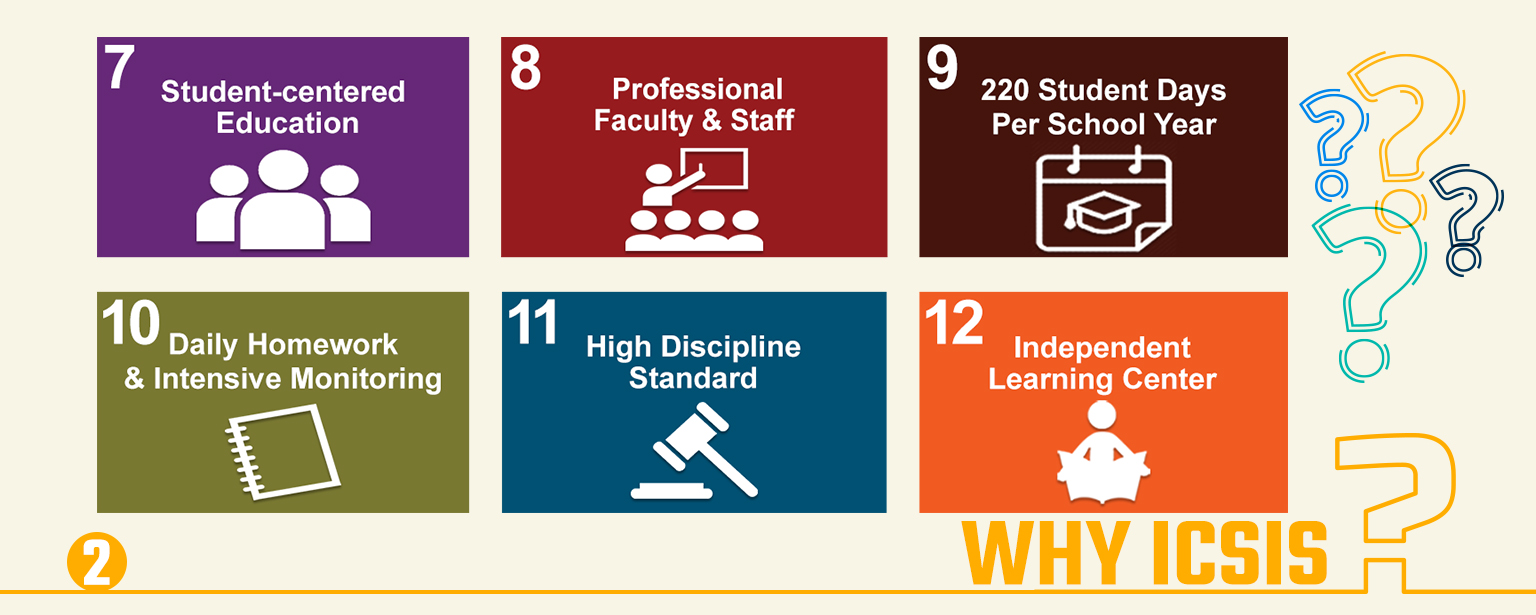 7
Student-centered
Education
8
Professional
Faculty & Staff
9
220 Student Days
Per School Year
10
Daily Homework
& Intensive Monitoring
11
High Discipline
Standard
12
Independent
Learning Center
2
WHY ICSIS?